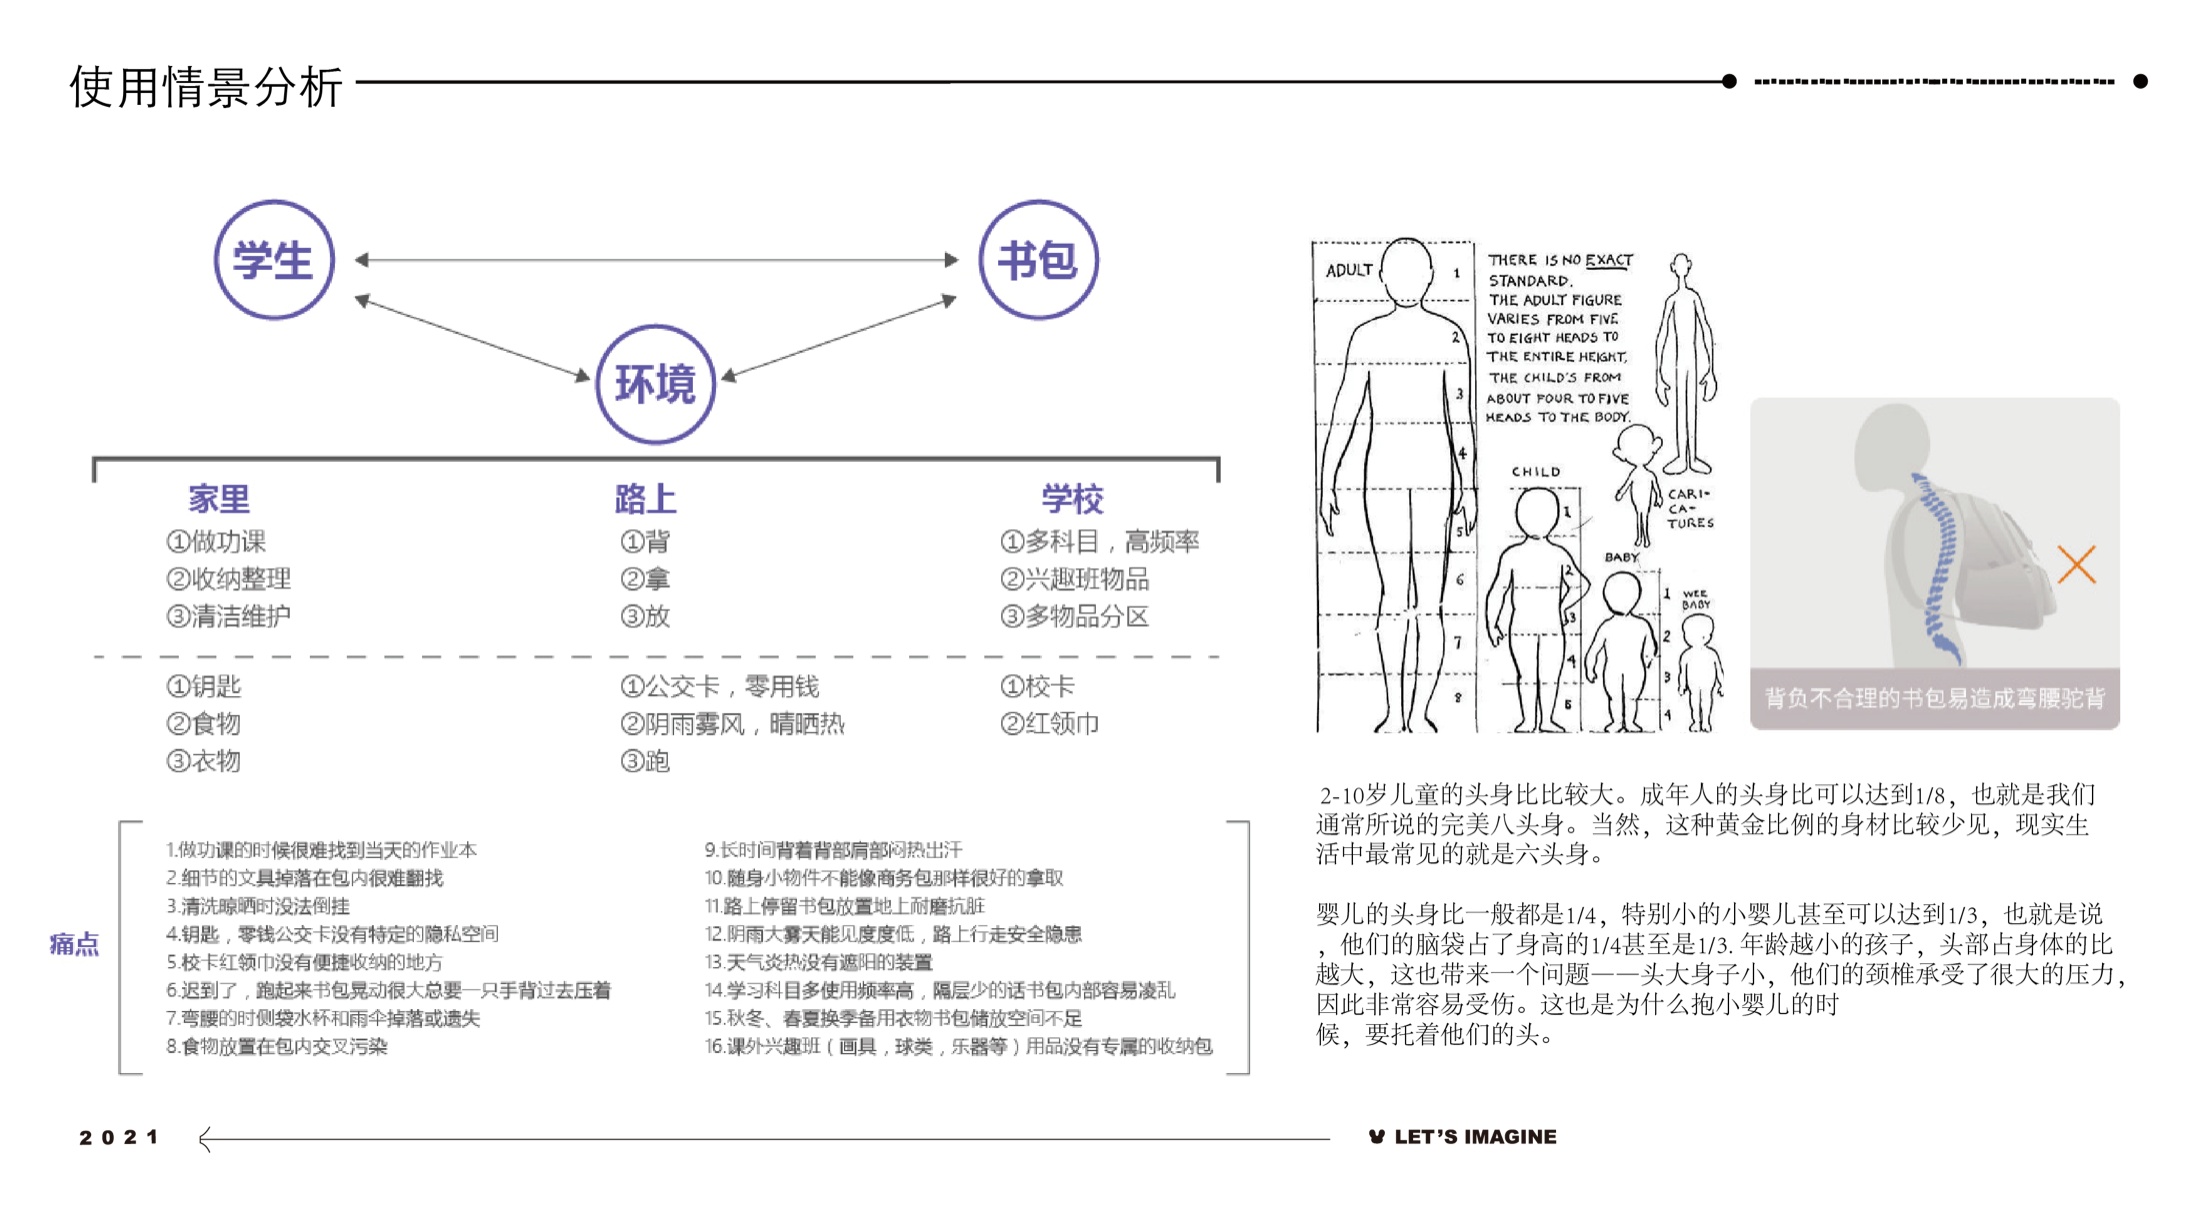 使用情景分析
学生
书包
环境
家里
①做功课
②收纳整理
③清洁维护
路上
①背
②拿
③放
学校
①多科目，高频率
②兴趣班物品
③多物品分区
①钥匙
②食物
③衣物
①公交卡，零用钱
②阴雨雾风，晴晒热
③跑
①校卡
②红领巾
痛点
1.做功课的时候很难找到当天的作业本
2.细节的文具掉落在包内很难翻找
3.清洗晾晒时没法倒挂
4.钥匙，零钱公交卡没有特定的隐私空间
5.校卡红领巾没有便捷收纳的地方
6.迟到了，跑起来书包晃动很大总要一只手背过去压着
7.弯腰的时侧袋水杯和雨伞掉落或遗失
8.食物放置在包内交叉污染
9.长时间背着背部肩部闷热出汗
10.随身小物件不能像商务包那样很好的拿取
11.路上停留书包放置地上耐磨抗脏
12.阴雨大雾天能见度度低，路上行走安全隐患
13.天气炎热没有遮阳的装置
14.学习科目多使用频率高，隔层少的话书包内部容易凌乱
15.秋冬、春夏换季备用衣物书包储放空间不足
16.课外兴趣班（画具，球类，乐器等）用品没有专属的收纳包
ADULT
1
2
3
4
5
6
7
8
THERE IS NO EXACT
STANDARD.
THE ADULT FIGURE
VARIES FROM FIVE
TO EIGHT HEADS TO
THE ENTIRE HEIGHT,
THE CHILD'S FROM
ABOUT FOUR TO FIVE
HEADS TO THE BODY.
CARI-
CA-
TURES
CHILD
1
2
3
4
5
BABY
1
2
3
4
WEE
BABY
背负不合理的书包易造成弯腰驼背
2-10岁儿童的头身比比较大。成年人的头身比可以达到1/8，也就是我们
通常所说的完美八头身。当然，这种黄金比例的身材比较少见，现实生
活中最常见的就是六头身。
婴儿的头身比一般都是1/4，特别小的小婴儿甚至可以达到1/3，也就是说
，他们的脑袋占了身高的1/4甚至是1/3. 年龄越小的孩子，头部占身体的比
越大，这也带来一个问题——头大身子小，他们的颈椎承受了很大的压力，
因此非常容易受伤。这也是为什么抱小婴儿的时
候，要托着他们的头。
2021
LET'S IMAGINE